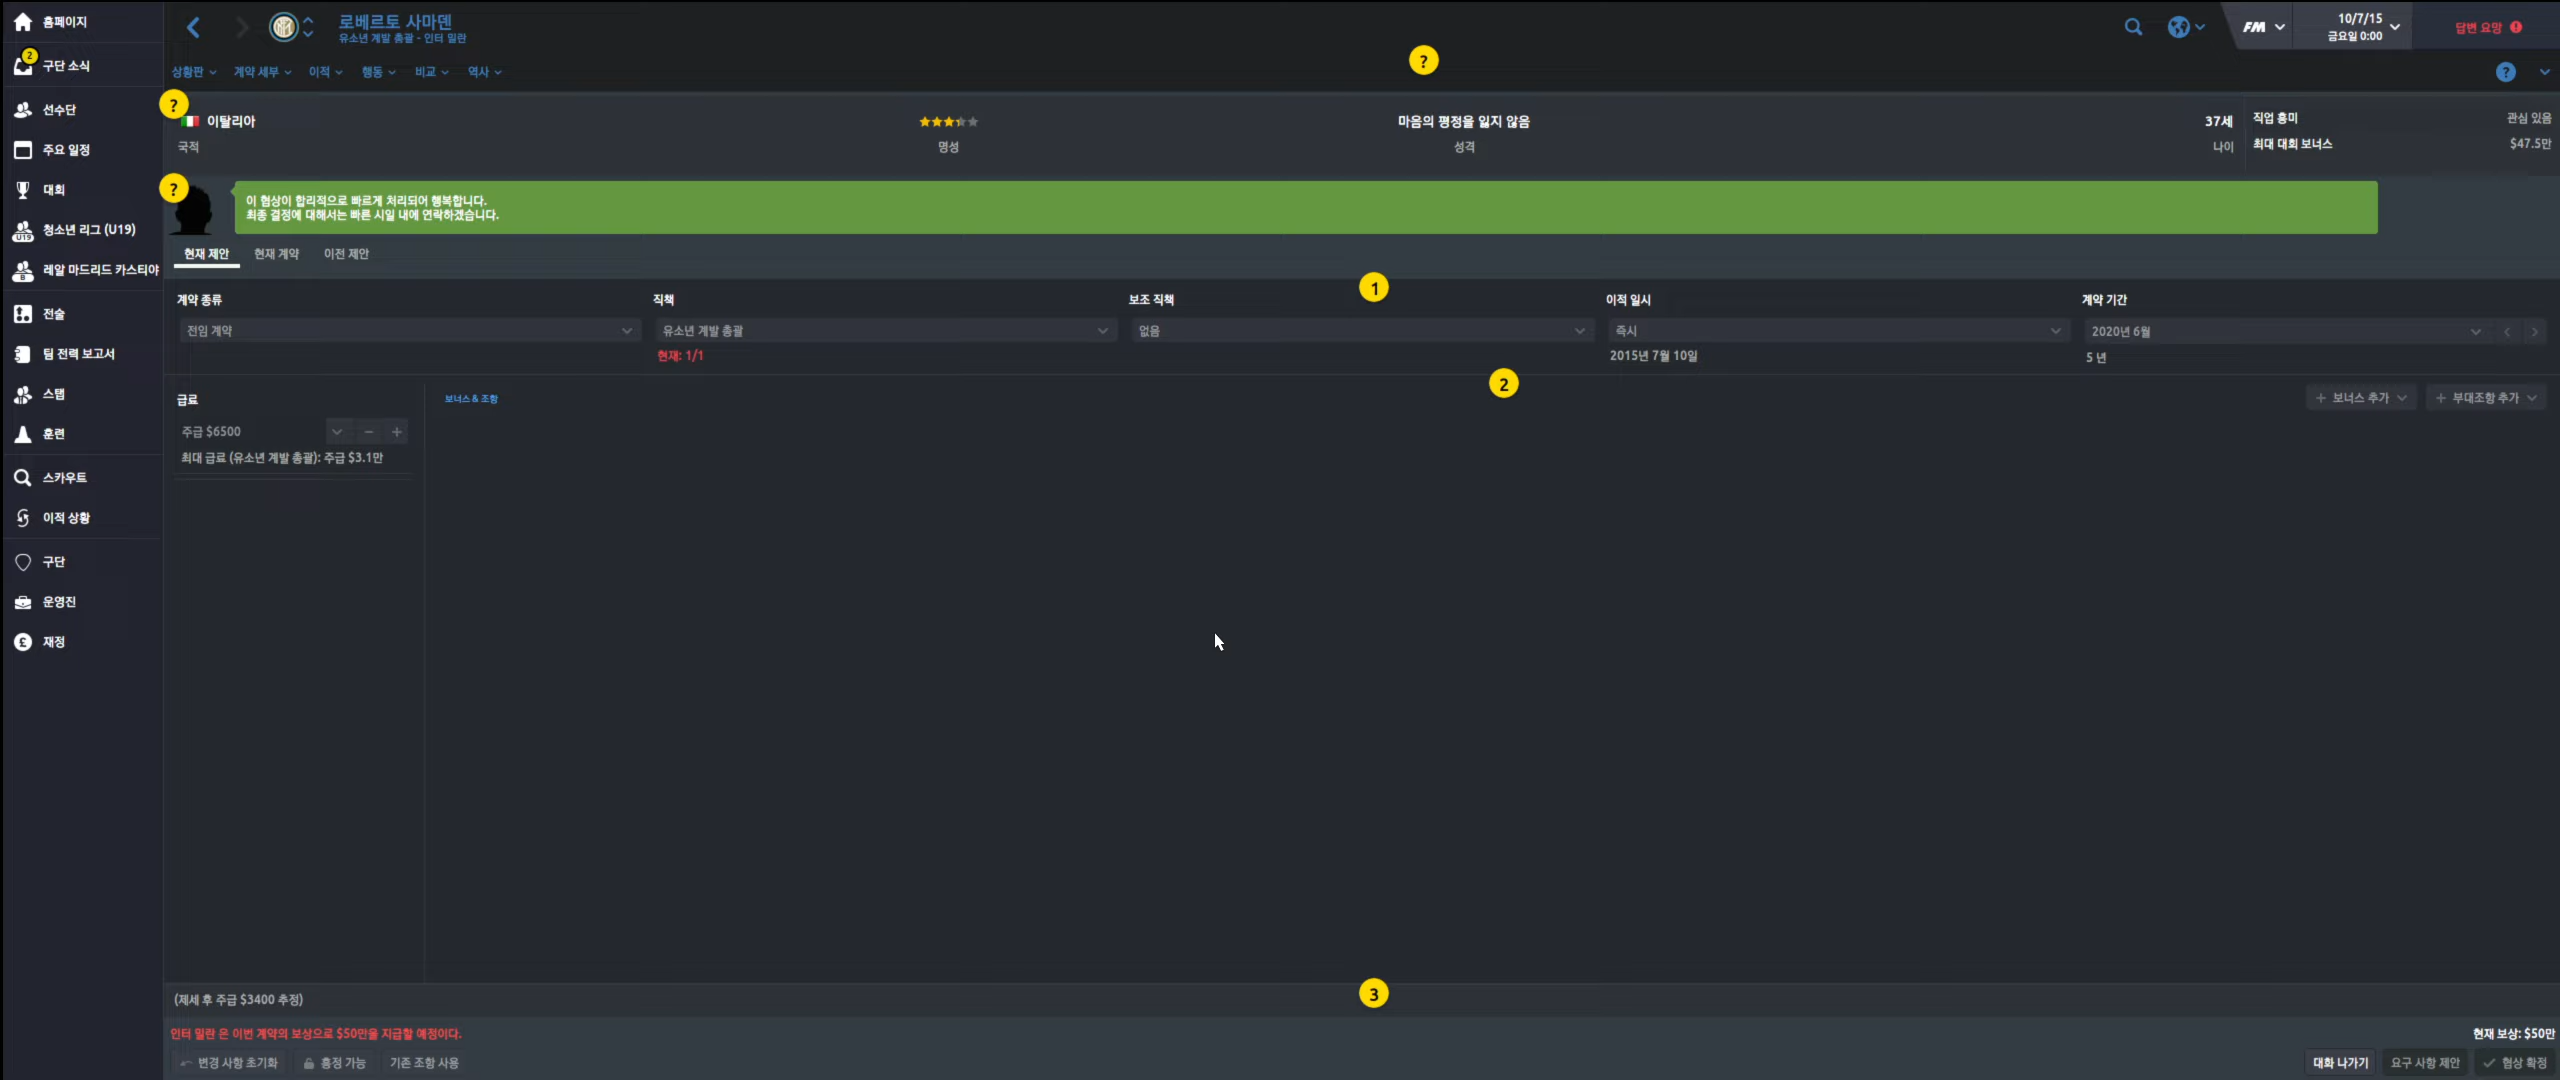 홈페이지
2
구단 소식
선수단
주요 일정
대회
청소년 리그 (U19)
레알 마드리드 카스티야
전술
팀 전력 보고서
스탭
훈련
스카우트
이적 상황
구단
운영진
재정
로베르토 사마덴
유소년 계발 총괄 - 인터 밀란
FM
10/7/15
금요일 0:00
답변 요망
상황판
계약 세부
이적
행동
비교
역사
?
?
?
이탈리아
국적
명성
마음의 평정을 잃지 않음
성격
37세
나이
직업 흥미
관심 있음
최대 대회 보너스
$47.5만
?
이 협상이 합리적으로 빠르게 처리되어 행복합니다.
최종 결정에 대해서는 빠른 시일 내에 연락하겠습니다.
현재 제안
현재 계약
이전 제안
1
계약 종류
직책
보조 직책
이적 일시
계약 기간
전임 계약
유소년 계발 총괄
없음
즉시
2020년 6월
현재: 1/1
2015년 7월 10일
5 년
2
급료
보너스 & 조항
+ 보너스 추가
+ 부대조항 추가
주급 $6500
− +
최대 급료 (유소년 계발 총괄): 주급 $3.1만
(제세 후 주급 $3400 추정)
3
인터 밀란 은 이번 계약의 보상으로 $50만을 지급할 예정이다.
현재 보상: $50만
변경 사항 초기화
흥정 가능
기존 조항 사용
대화 나가기
요구 사항 제안
협상 확정